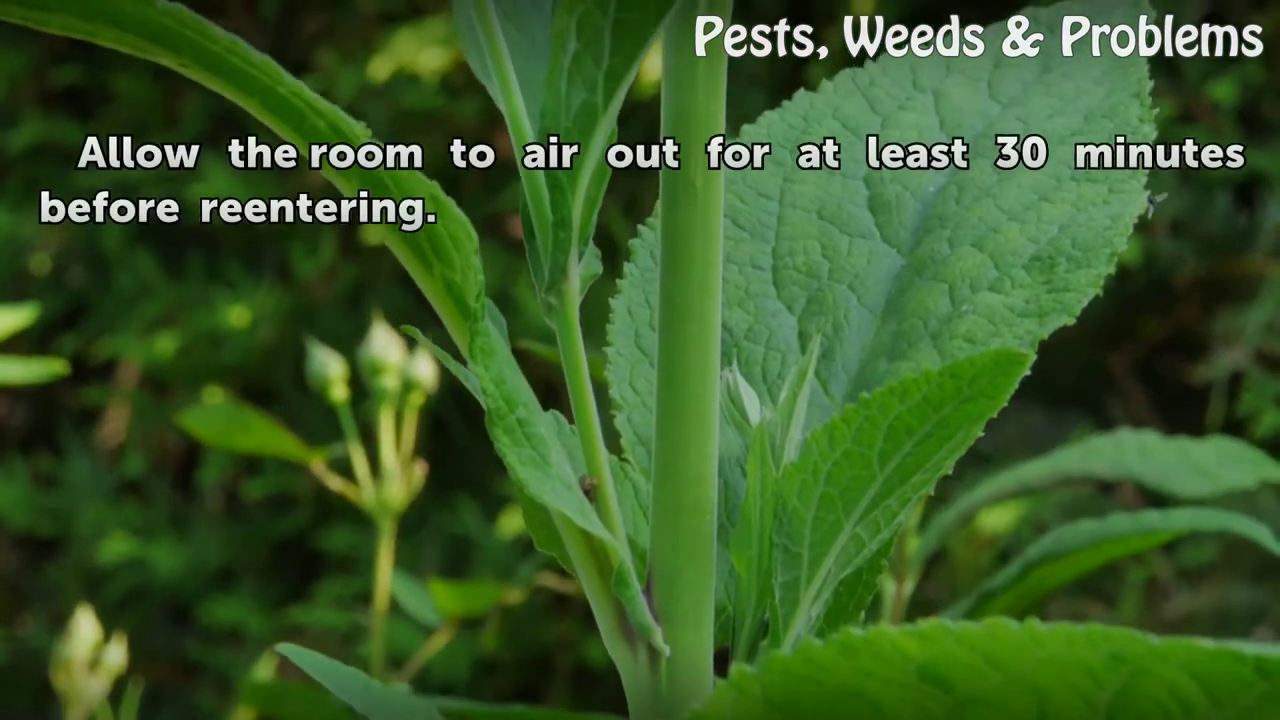 Pests, Weeds & Problems
Allow the room to air out for at least 30 minutes
before reentering.